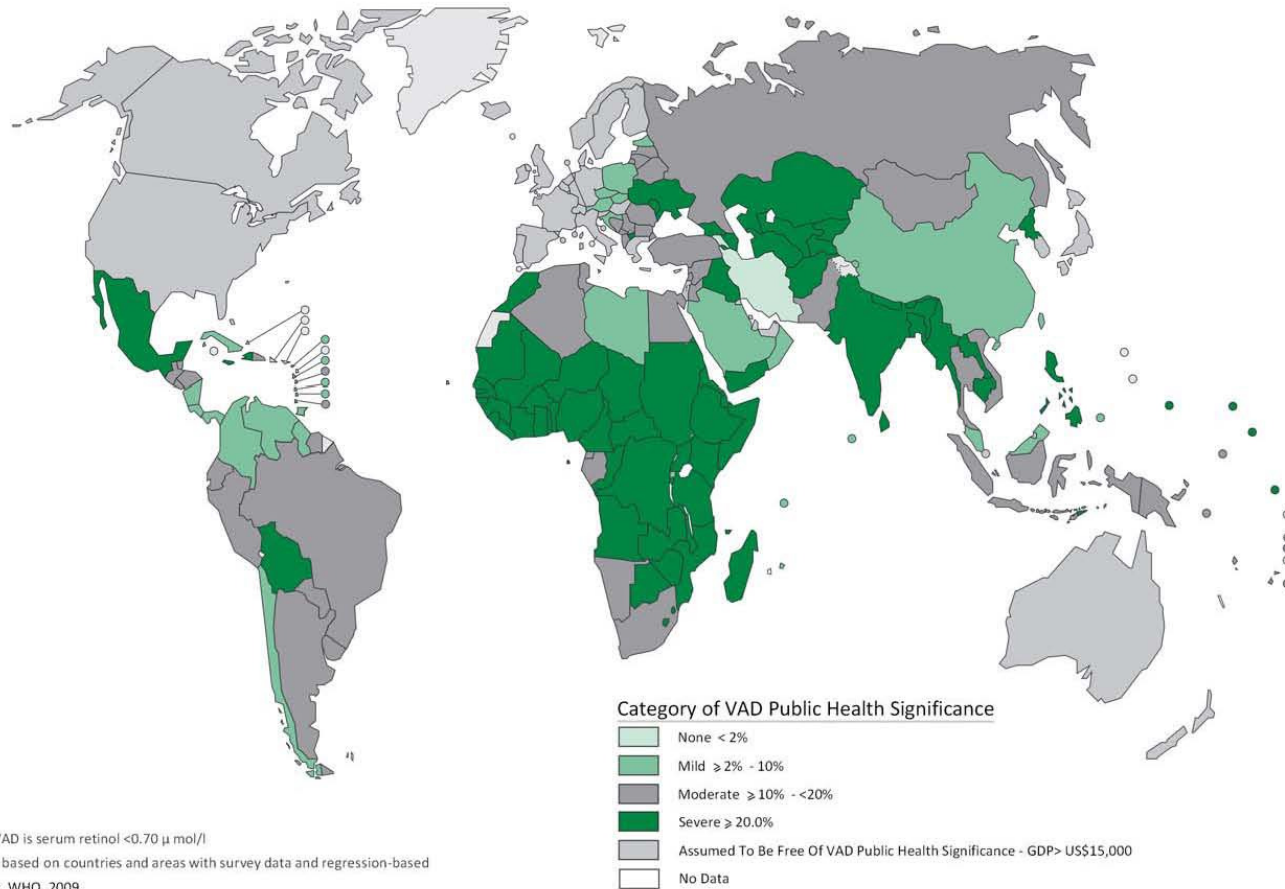 Category of VAD Public Health Significance
None < 2%
Mild ⩾ 2% - 10%
Moderate ⩾ 10% - <20%
Severe ⩾ 20.0%
Assumed To Be Free Of VAD Public Health Significance - GDP> US$15,000
No Data
is serum retinol <0.70 µ mol/l
based on countries and areas with survey data and regression-based
WHO, 2009